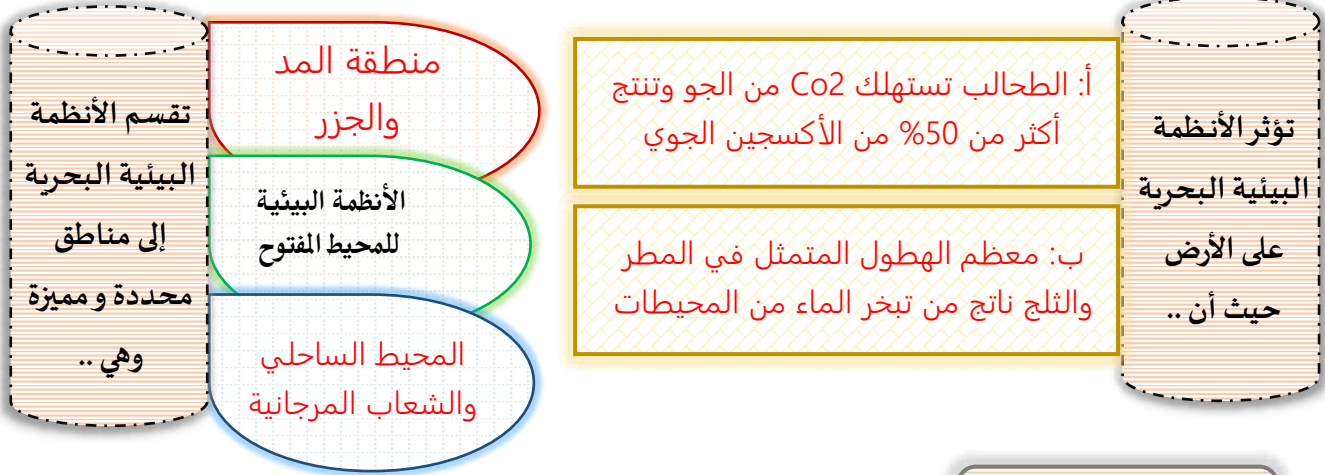 تؤثر الأنظمة
البيئية البحرية
على الأرض
حيث أن ..
أ: الطحالب تستهلك Co2 من الجو وتنتج
أكثر من 50% من الأكسجين الجوي
ب: معظم الهطول المتمثل في المطر
والثلج ناتج من تبخر الماء من المحيطات
تقسم الأنظمة
البيئية البحرية
إلى مناطق
محددة و مميزة
وهي ..
منطقة المد
والجزر
الأنظمة البيئية
للمحيط المفتوح
المحيط الساحلي
والشعاب المرجانية